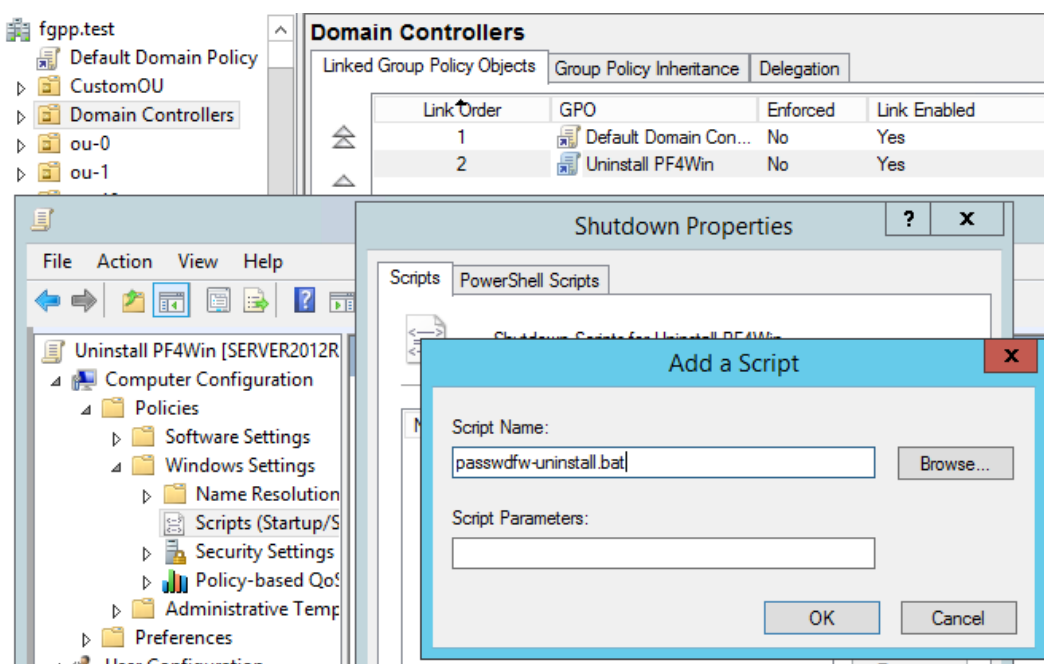 fgpp.test
Default Domain Policy
CustomOU
Domain Controllers
ou-0
ou-1
Domain Controllers
Linked Group Policy Objects Group Policy Inheritance Delegation
Link Order GPO Enforced Link Enabled
1 Default Domain Con... No Yes
2 Uninstall PF4Win No Yes
File Action View Help
Uninstall PF4Win [SERVER2012R
Computer Configuration
Policies
Software Settings
Windows Settings
Name Resolution
Scripts (Startup/S
Security Settings
Policy-based QoS
Administrative Temp
Preferences
User Configuration
Shutdown Properties
? x
Scripts PowerShell Scripts
Shutdown Scripts for Uninstall PF4Win
Add a Script
x
Script Name:
passwdfw-uninstall.bat
Browse...
Script Parameters:
OK Cancel